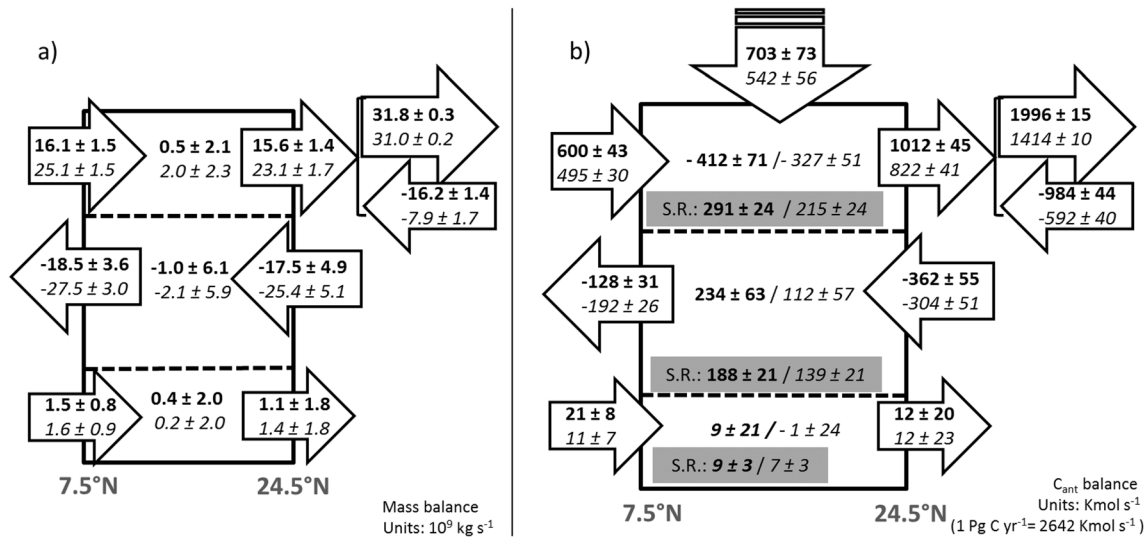 a)
31.8 ± 0.3
31.0 ± 0.2
16.1 ± 1.5
25.1 ± 1.5
0.5 ± 2.1
2.0 ± 2.3
15.6 ± 1.4
23.1 ± 1.7
-16.2 ± 1.4
-7.9 ± 1.7
-18.5 ± 3.6
-27.5 ± 3.0
-1.0 ± 6.1
-2.1 ± 5.9
-17.5 ± 4.9
-25.4 ± 5.1
1.5 ± 0.8
1.6 ± 0.9
0.4 ± 2.0
0.2 ± 2.0
1.1 ± 1.8
1.4 ± 1.8
7.5°N
24.5°N
Mass balance
Units: 10⁹ kg s⁻¹
b)
703 ± 73
542 ± 56
1996 ± 15
1414 ± 10
600 ± 43
495 ± 30
- 412 ± 71 /- 327 ± 51
1012 ± 45
822 ± 41
-984 ± 44
-592 ± 40
S.R.: 291 ± 24 / 215 ± 24
-128 ± 31
-192 ± 26
234 ± 63 / 112 ± 57
-362 ± 55
-304 ± 51
S.R.: 188 ± 21 / 139 ± 21
21 ± 8
11 ± 7
9 ± 21 / - 1 ± 24
12 ± 20
12 ± 23
S.R.: 9 ± 3 / 7 ± 3
7.5°N
24.5°N
Cant balance
Units: Kmol s⁻¹
(1 Pg C yr⁻¹= 2642 Kmol s⁻¹)